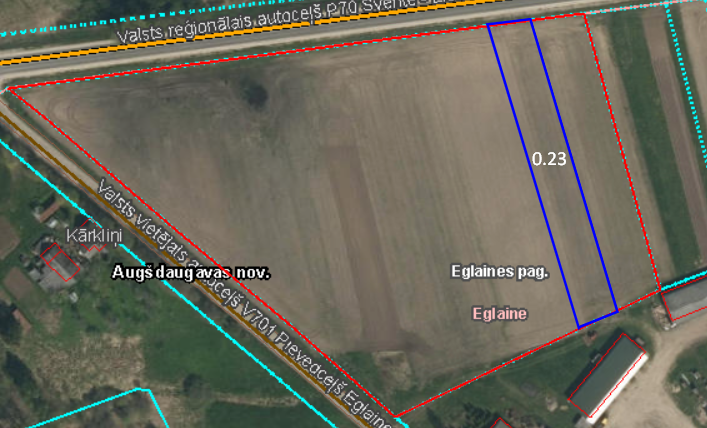 Valsts reģionālais autoceļš P70 Svente
0.23
Valsts vietējais autoceļš V701 Pievedceļš Eglaine
Kārkliņi
Augšdaugavas nov.
Eglaines pag.
Eglaine